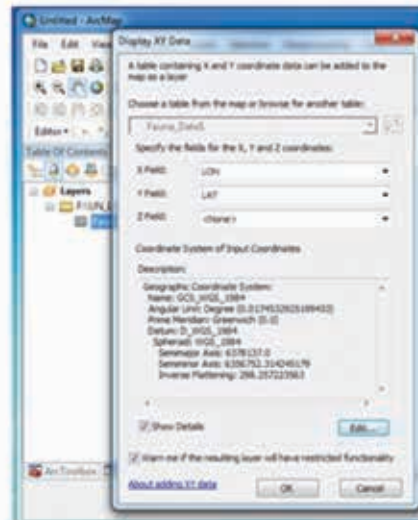 Untitled - ArcMap
File Edit
Editor
Table Of Contents
Layers
ArcToolbox
Display XY Data
A table containing X and Y coordinate data can be added to the
map as a layer
Choose a table from the map or browse for another table:
Specify the fields for the X, Y and Z coordinates:
X Field: LON
Y Field: LAT
Z Field: <None>
Coordinate System of Input Coordinates
Description:
Geographic Coordinate System:
Name: GCS_WGS_1984
Angular Unit: Degree (0.0174532925199433)
Prime Meridian: Greenwich (0.0)
Datum: D_WGS_1984
Spheroid: WGS_1984
Semimajor Axis: 6378137.0
Semiminor Axis: 6356752.314245179
Inverse Flattening: 298.257223563
Show Details
Edit...
Warn me if the resulting layer will have restricted functionality
About adding XY data
OK
Cancel